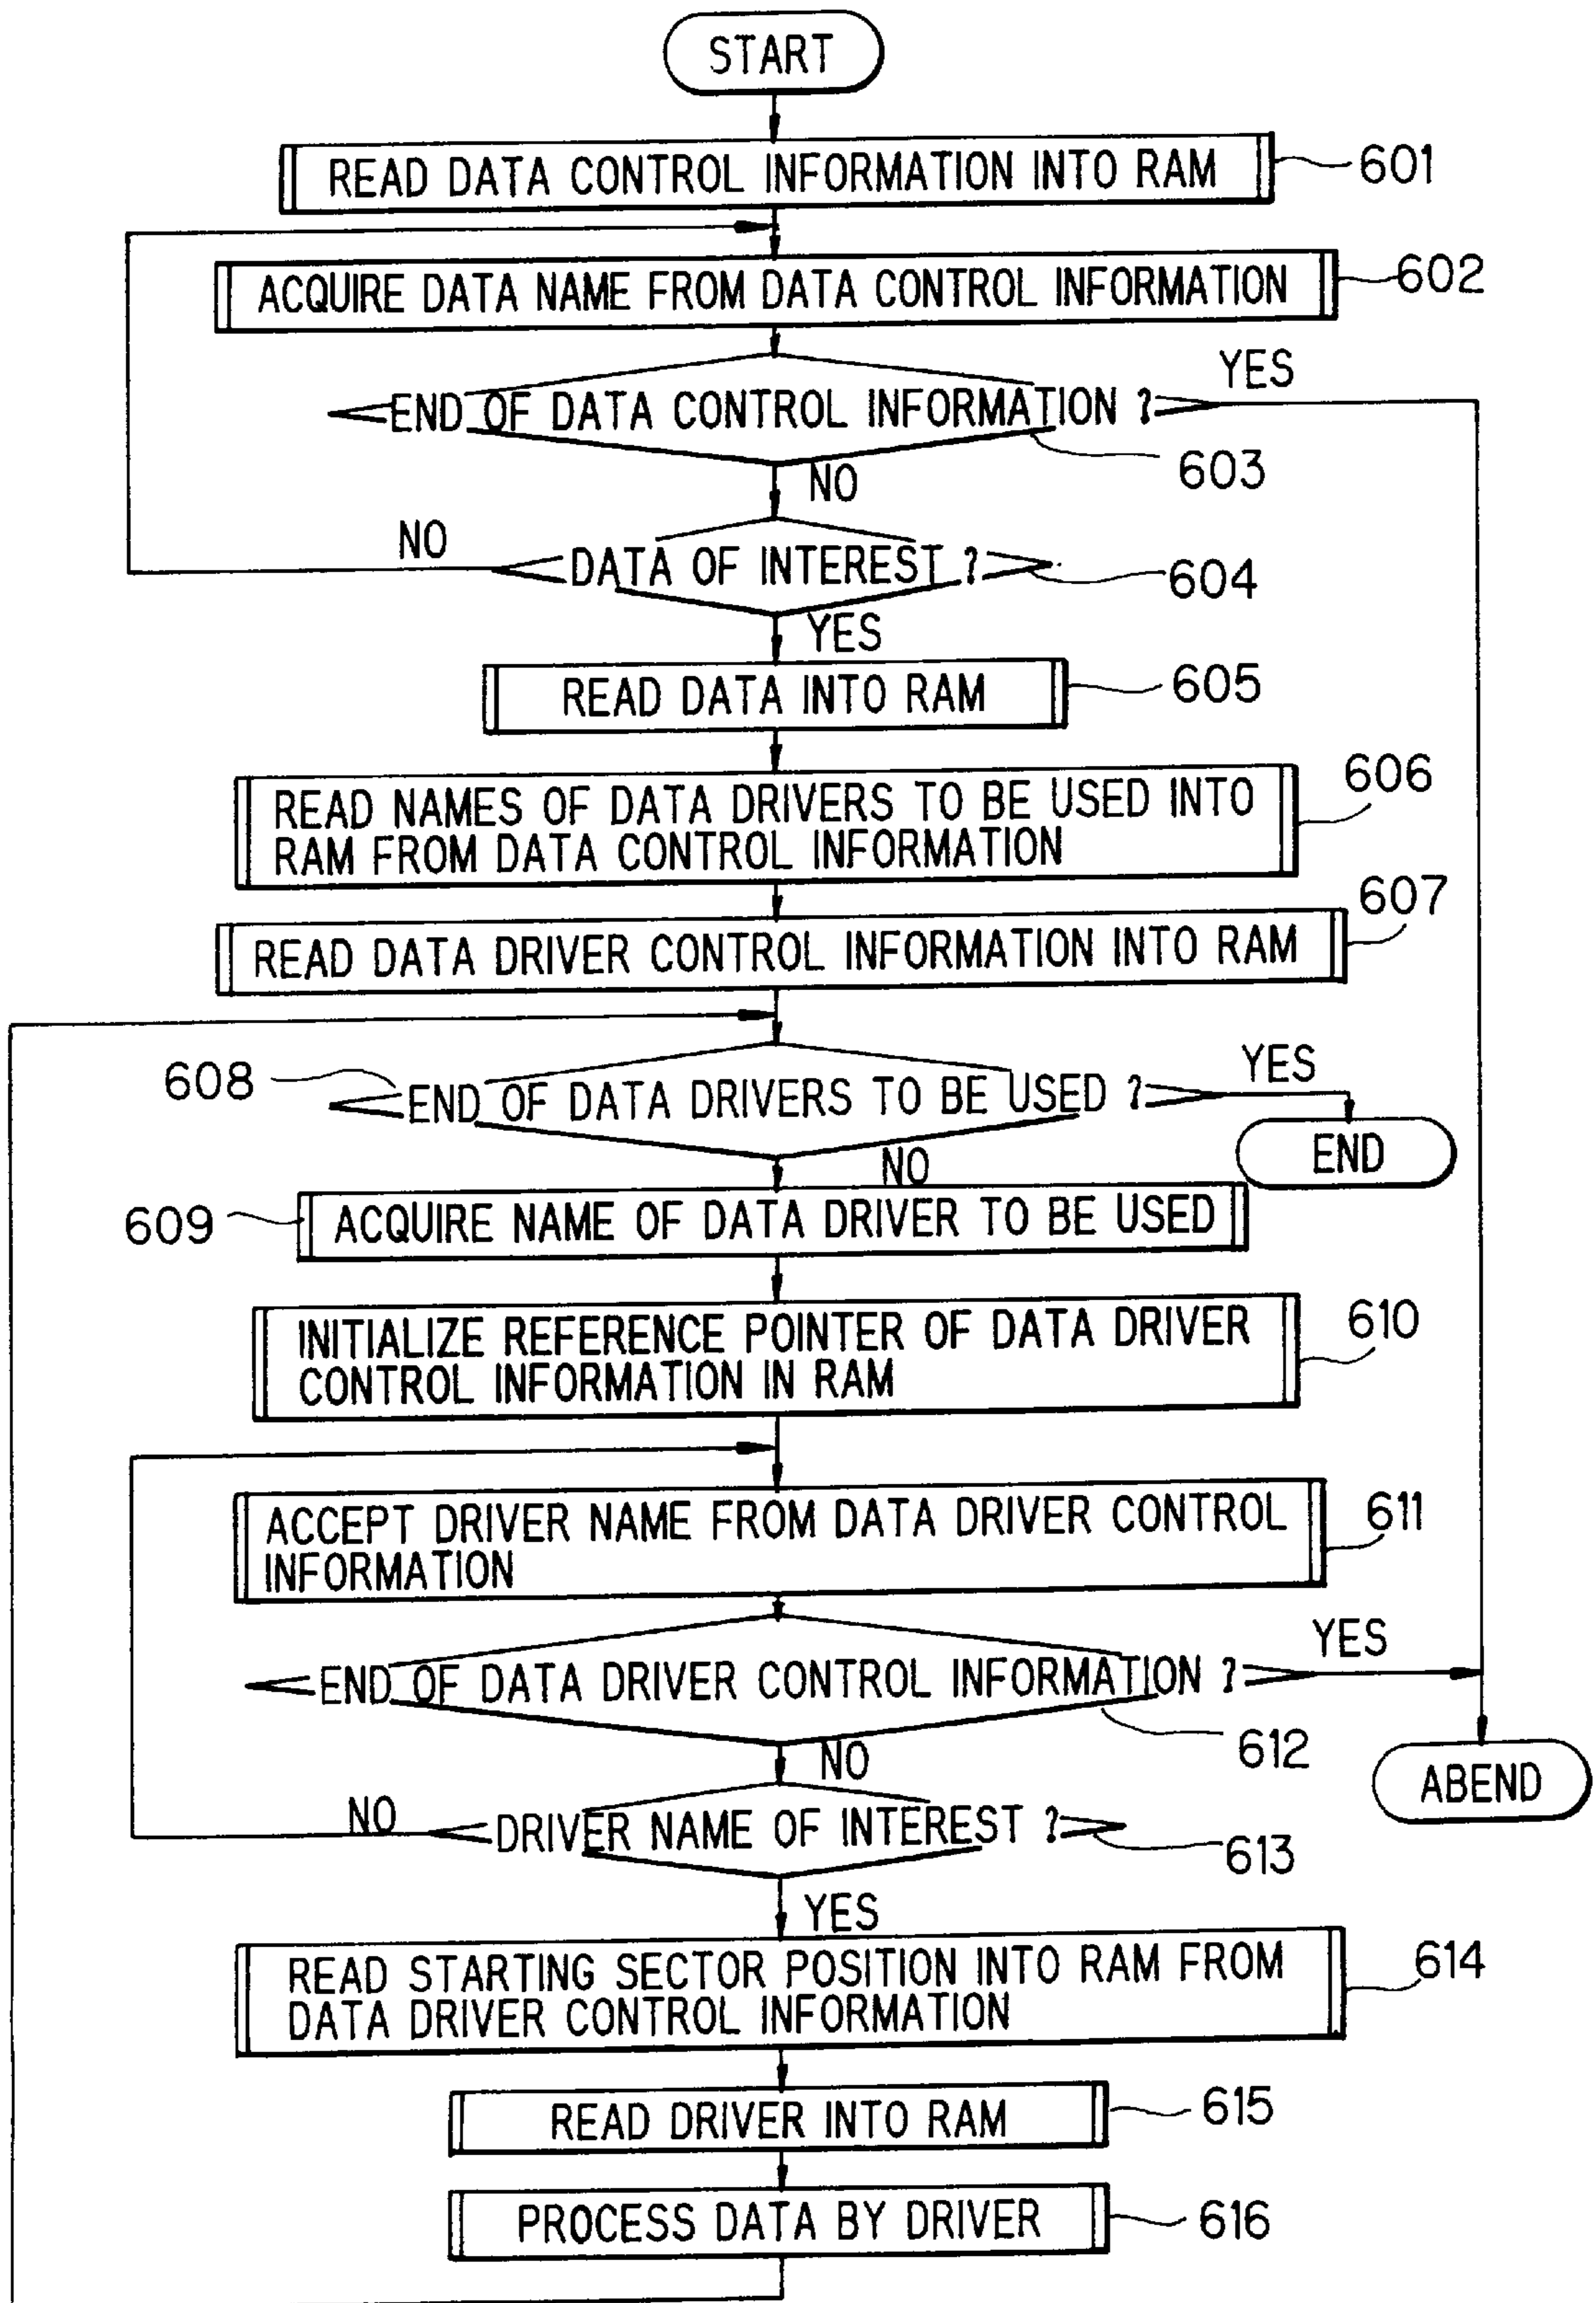 START
READ DATA CONTROL INFORMATION INTO RAM
601
ACQUIRE DATA NAME FROM DATA CONTROL INFORMATION
602
YES
END OF DATA CONTROL INFORMATION ?
603
NO
NO
DATA OF INTEREST ?
604
YES
READ DATA INTO RAM
605
READ NAMES OF DATA DRIVERS TO BE USED INTO
RAM FROM DATA CONTROL INFORMATION
606
607
READ DATA DRIVER CONTROL INFORMATION INTO RAM
608
END OF DATA DRIVERS TO BE USED ?
YES
END
NO
609
ACQUIRE NAME OF DATA DRIVER TO BE USED
INITIALIZE REFERENCE POINTER OF DATA DRIVER
CONTROL INFORMATION IN RAM
610
ACCEPT DRIVER NAME FROM DATA DRIVER CONTROL
INFORMATION
611
YES
END OF DATA DRIVER CONTROL INFORMATION ?
612
NO
ABEND
NO
DRIVER NAME OF INTEREST ?
613
YES
READ STARTING SECTOR POSITION INTO RAM FROM
DATA DRIVER CONTROL INFORMATION
614
READ DRIVER INTO RAM
615
PROCESS DATA BY DRIVER
616